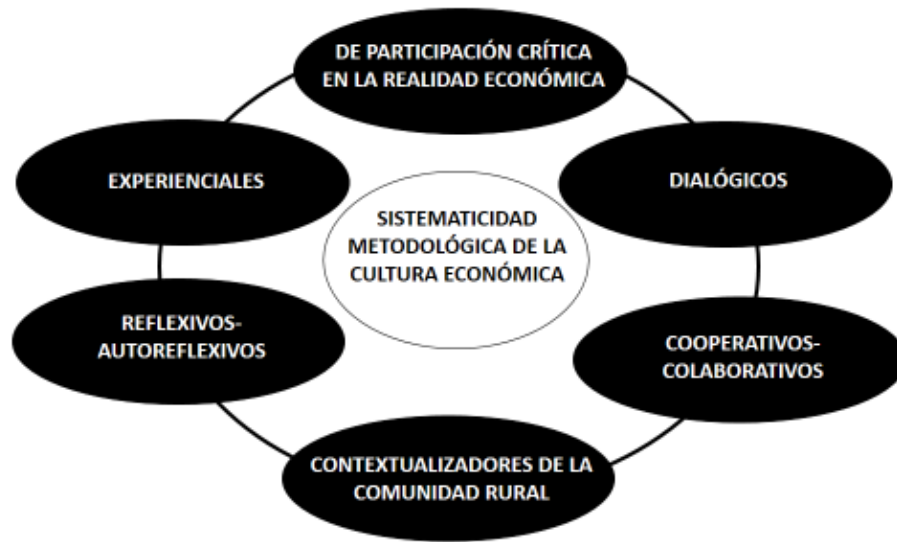 DE PARTICIPACIÓN CRÍTICA
EN LA REALIDAD ECONÓMICA
EXPERIENCIALES
DIALÓGICOS
SISTEMATICIDAD
METODOLÓGICA DE LA
CULTURA ECONÓMICA
REFLEXIVOS-
AUTOREFLEXIVOS
COOPERATIVOS-
COLABORATIVOS
CONTEXTUALIZADORES DE LA
COMUNIDAD RURAL